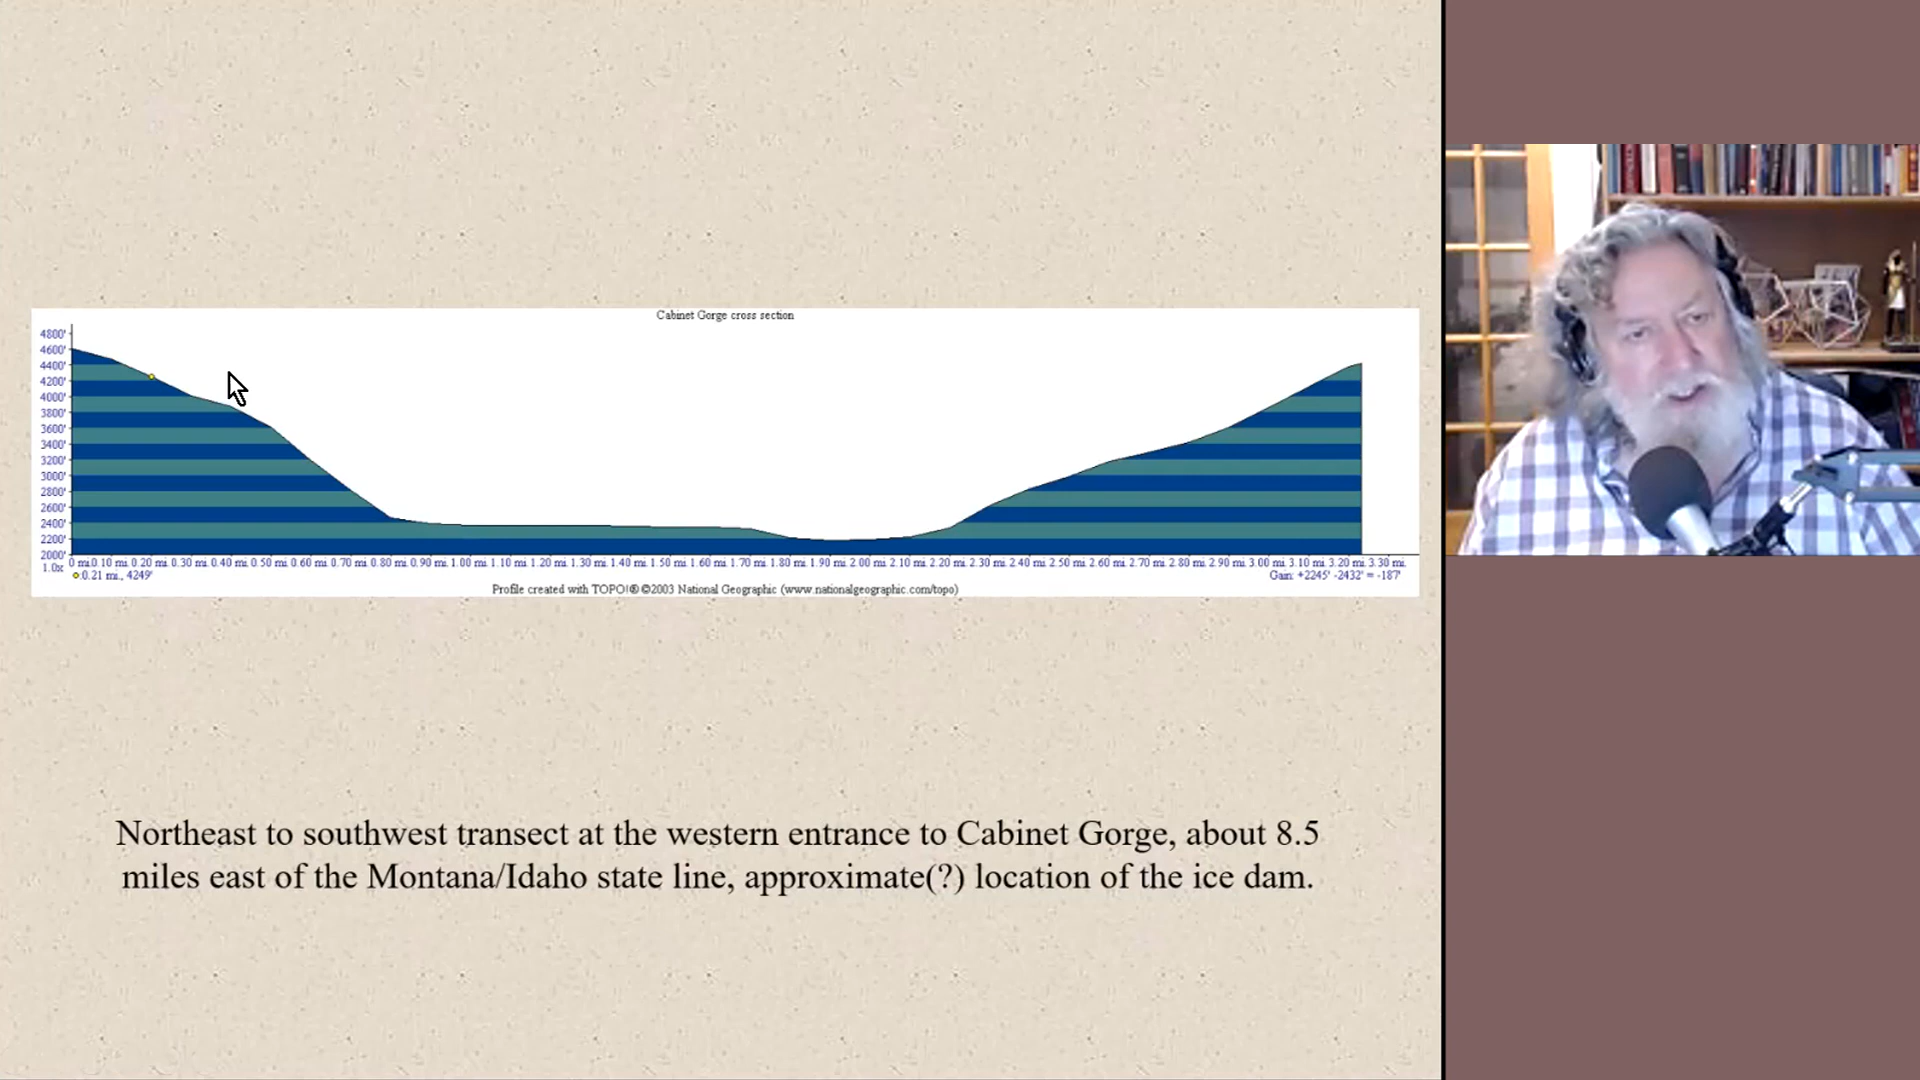 Cabinet Gorge cross section
4800'
4600'
4400'
4200'
4000'
3800'
3600'
3400'
3200'
3000'
2800'
2600'
2400'
2200'
2000'
1.0x
0 mi. 0.10 mi. 0.20 mi. 0.30 mi. 0.40 mi. 0.50 mi. 0.60 mi. 0.70 mi. 0.80 mi. 0.90 mi. 1.00 mi. 1.10 mi. 1.20 mi. 1.30 mi. 1.40 mi. 1.50 mi. 1.60 mi. 1.70 mi. 1.80 mi. 1.90 mi. 2.00 mi. 2.10 mi. 2.20 mi. 2.30 mi. 2.40 mi. 2.50 mi. 2.60 mi. 2.70 mi. 2.80 mi. 2.90 mi. 3.00 mi. 3.10 mi. 3.20 mi. 3.30 mi.
0.21 mi., 4249'
Gain: +2245' -2432' = -187'
Profile created with TOPO!® ©2003 National Geographic (www.nationalgeographic.com/topo)
Northeast to southwest transect at the western entrance to Cabinet Gorge, about 8.5
miles east of the Montana/Idaho state line, approximate(?) location of the ice dam.